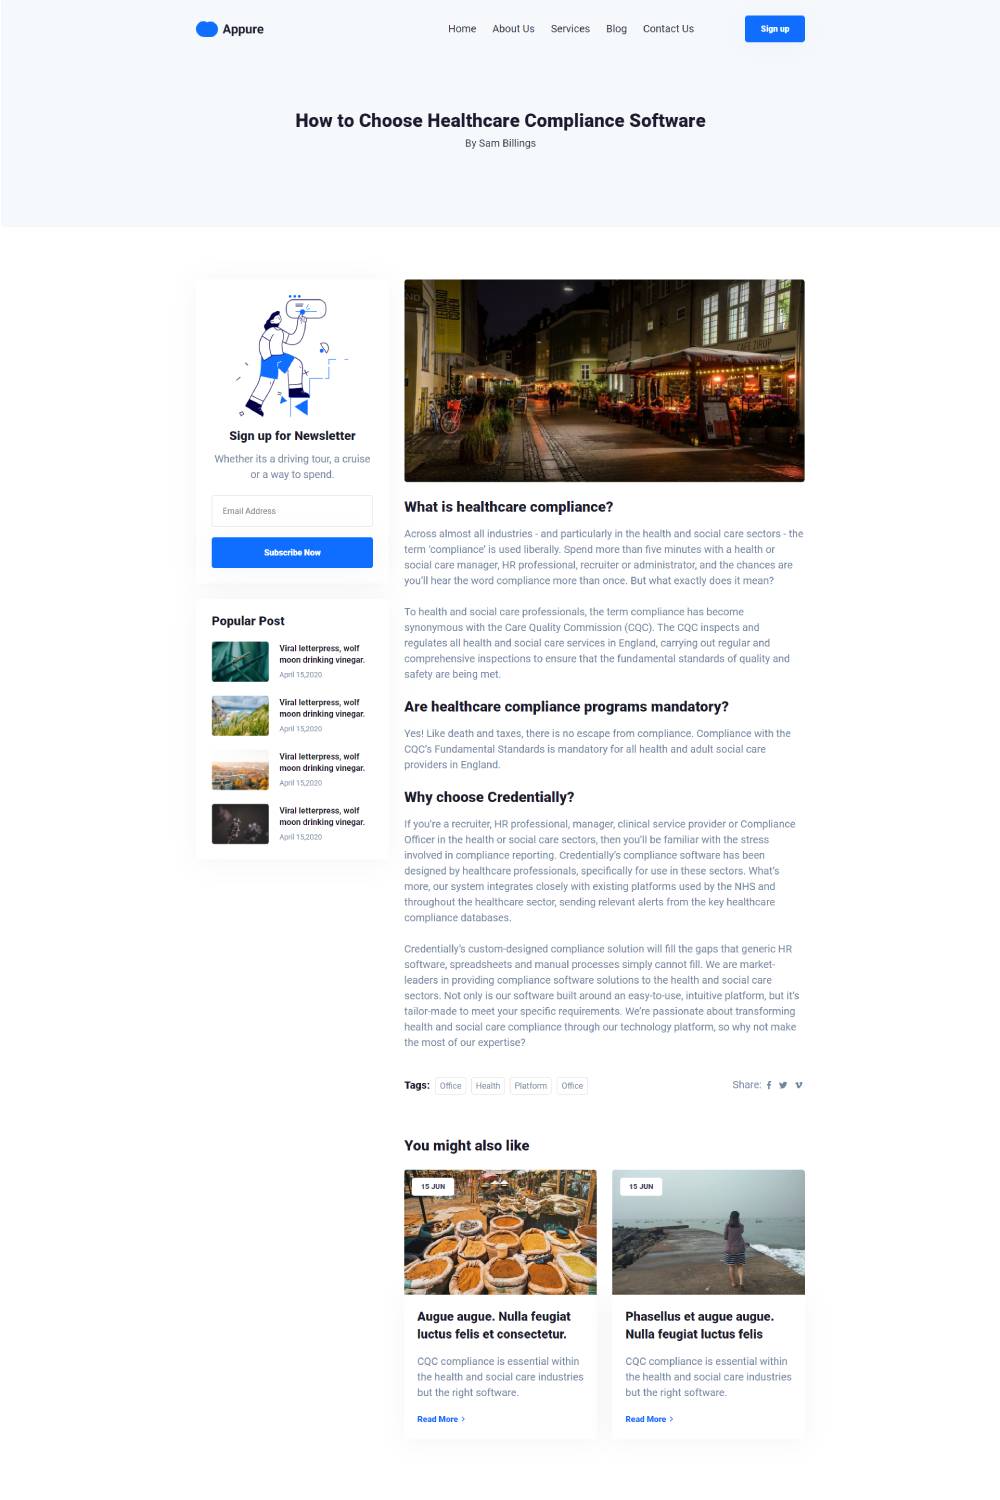 Appure
Home About Us Services Blog Contact Us
Sign up
How to Choose Healthcare Compliance Software
By Sam Billings
Sign up for Newsletter
Whether its a driving tour, a cruise
or a way to spend.
Email Address
Subscribe Now
Popular Post
Viral letterpress, wolf
moon drinking vinegar.
April 15,2020
Viral letterpress, wolf
moon drinking vinegar.
April 15,2020
Viral letterpress, wolf
moon drinking vinegar.
April 15,2020
Viral letterpress, wolf
moon drinking vinegar.
April 15,2020
LEONARD
COHEN
CAFE ZIRUP
What is healthcare compliance?
Across almost all industries - and particularly in the health and social care sectors - the
term ‘compliance’ is used liberally. Spend more than five minutes with a health or
social care manager, HR professional, recruiter or administrator, and the chances are
you’ll hear the word compliance more than once. But what exactly does it mean?
To health and social care professionals, the term compliance has become
synonymous with the Care Quality Commission (CQC). The CQC inspects and
regulates all health and social care services in England, carrying out regular and
comprehensive inspections to ensure that the fundamental standards of quality and
safety are being met.
Are healthcare compliance programs mandatory?
Yes! Like death and taxes, there is no escape from compliance. Compliance with the
CQC’s Fundamental Standards is mandatory for all health and adult social care
providers in England.
Why choose Credentially?
If you’re a recruiter, HR professional, manager, clinical service provider or Compliance
Officer in the health or social care sectors, then you’ll be familiar with the stress
involved in compliance reporting. Credentially’s compliance software has been
designed by healthcare professionals, specifically for use in these sectors. What’s
more, our system integrates closely with existing platforms used by the NHS and
throughout the healthcare sector, sending relevant alerts from the key healthcare
compliance databases.
Credentially’s custom-designed compliance solution will fill the gaps that generic HR
software, spreadsheets and manual processes simply cannot fill. We are market-
leaders in providing compliance software solutions to the health and social care
sectors. Not only is our software built around an easy-to-use, intuitive platform, but it’s
tailor-made to meet your specific requirements. We’re passionate about transforming
health and social care compliance through our technology platform, so why not make
the most of our expertise?
Tags: Office Health Platform Office
Share:
You might also like
15 JUN
Augue augue. Nulla feugiat
luctus felis et consectetur.
CQC compliance is essential within
the health and social care industries
but the right software.
Read More
15 JUN
Phasellus et augue augue.
Nulla feugiat luctus felis
CQC compliance is essential within
the health and social care industries
but the right software.
Read More